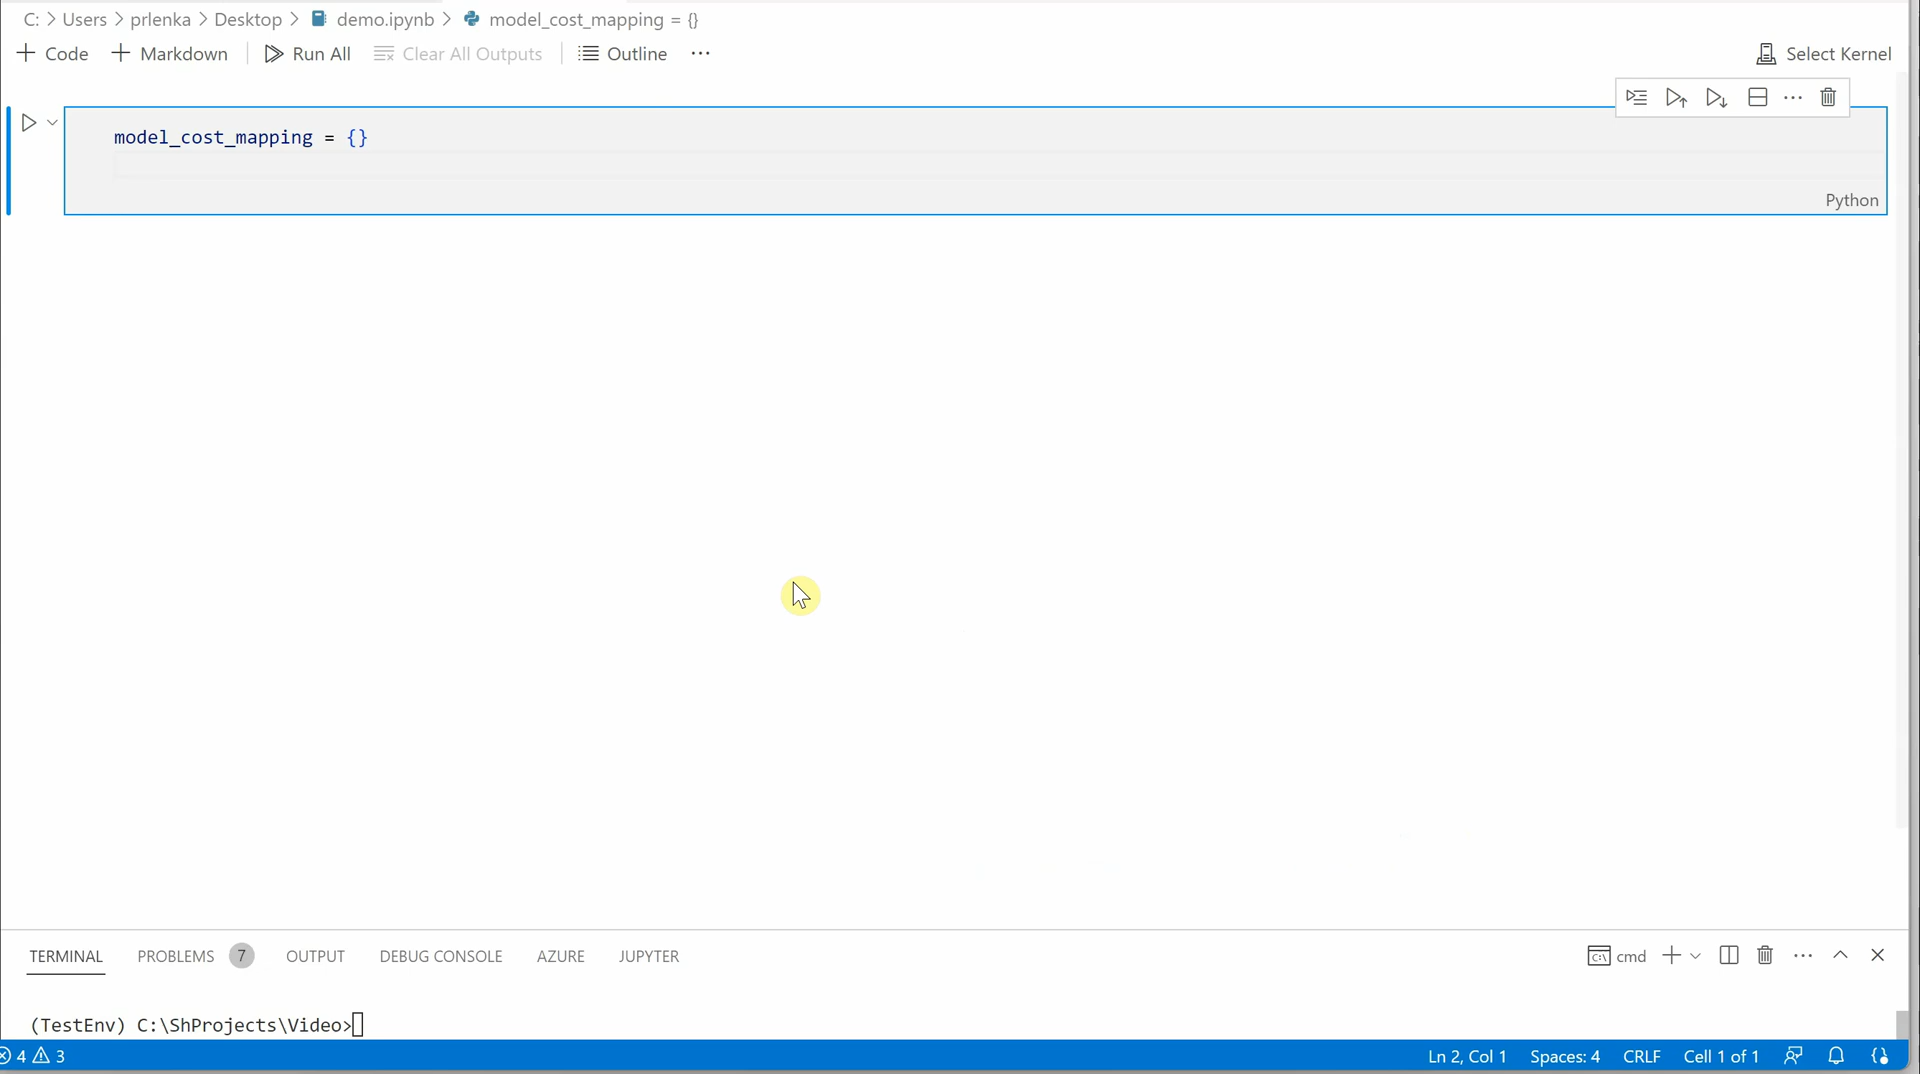 C: > Users > prlenka > Desktop > demo.ipynb > model_cost_mapping = {}
+ Code + Markdown Run All Clear All Outputs Outline ...
Select Kernel
model_cost_mapping = {}
Python
TERMINAL PROBLEMS 7 OUTPUT DEBUG CONSOLE AZURE JUPYTER
cmd
(TestEnv) C:\ShProjects\Video>
4 3 Ln 2, Col 1 Spaces: 4 CRLF Cell 1 of 1